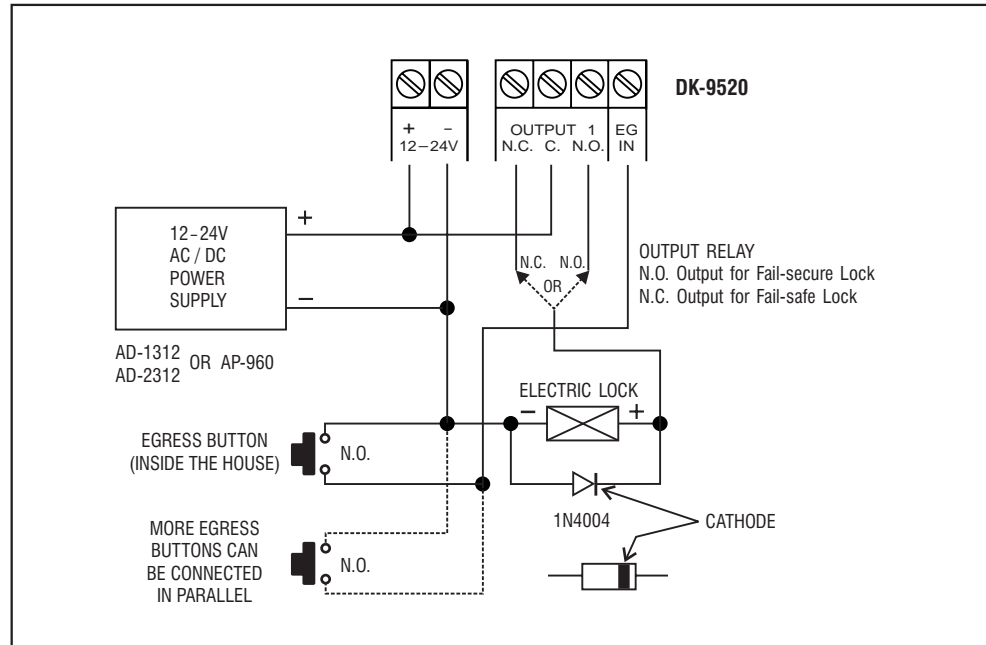 DK-9520
+ −
12–24V
OUTPUT 1
N.C. C. N.O.
EG
IN
+
12–24V
AC / DC
POWER
SUPPLY
−
AD-1312
AD-2312
OR AP-960
N.C. N.O.
OR
OUTPUT RELAY
N.O. Output for Fail-secure Lock
N.C. Output for Fail-safe Lock
ELECTRIC LOCK
− +
EGRESS BUTTON
(INSIDE THE HOUSE)
N.O.
1N4004
CATHODE
MORE EGRESS
BUTTONS CAN
BE CONNECTED
IN PARALLEL
N.O.